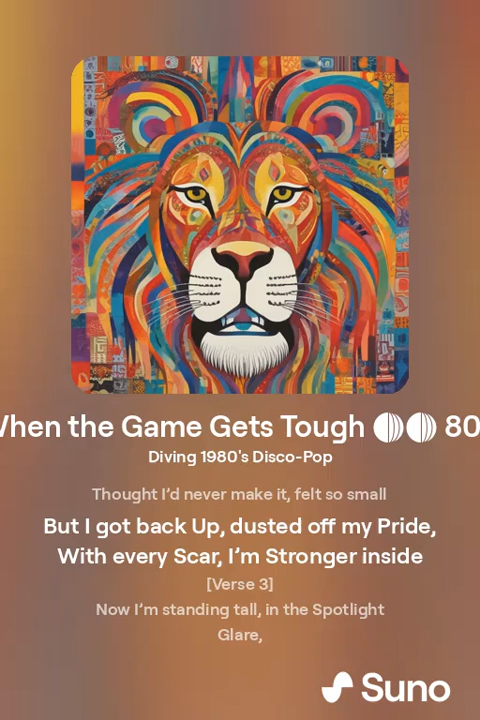 When the Game Gets Tough 80
Diving 1980's Disco-Pop
Thought I'd never make it, felt so small
But I got back Up, dusted off my Pride,
With every Scar, I'm Stronger inside
[Verse 3]
Now I'm standing tall, in the Spotlight
Glare,
Suno